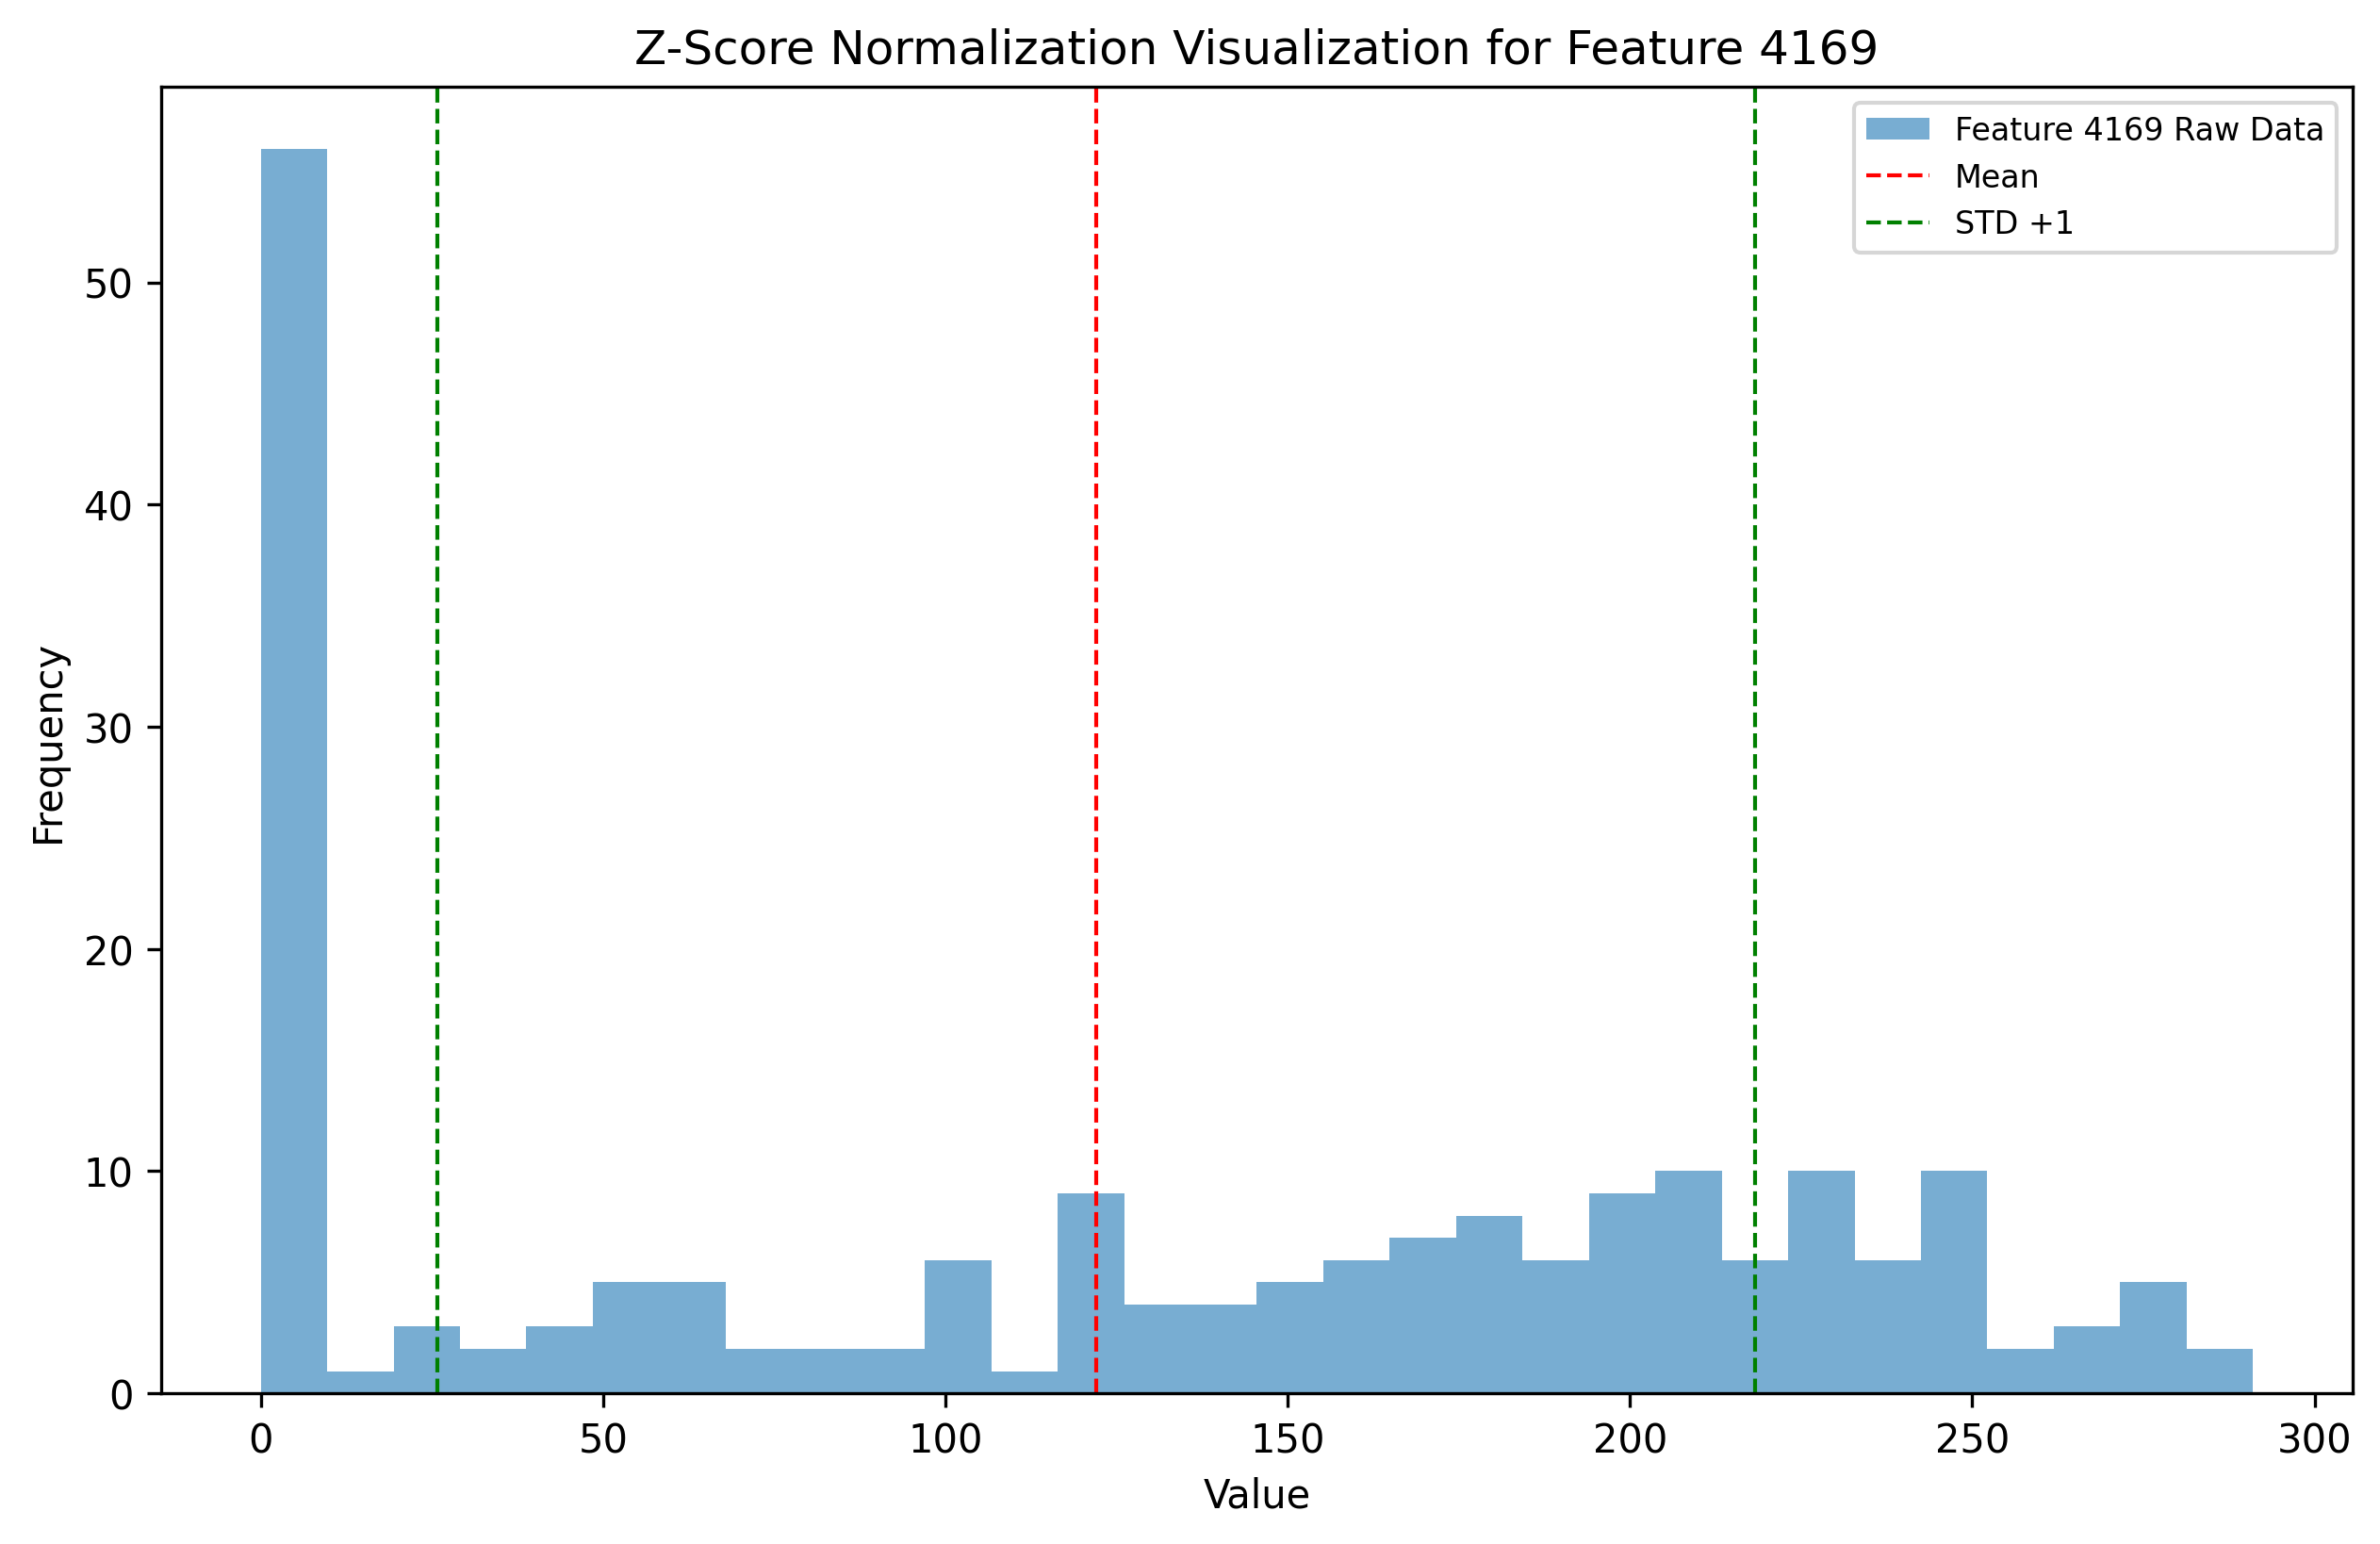 Z-Score Normalization Visualization for Feature 4169
Feature 4169 Raw Data
Mean
STD +1
Frequency
50
40
30
20
10
0
0 50 100 150 200 250 300
Value